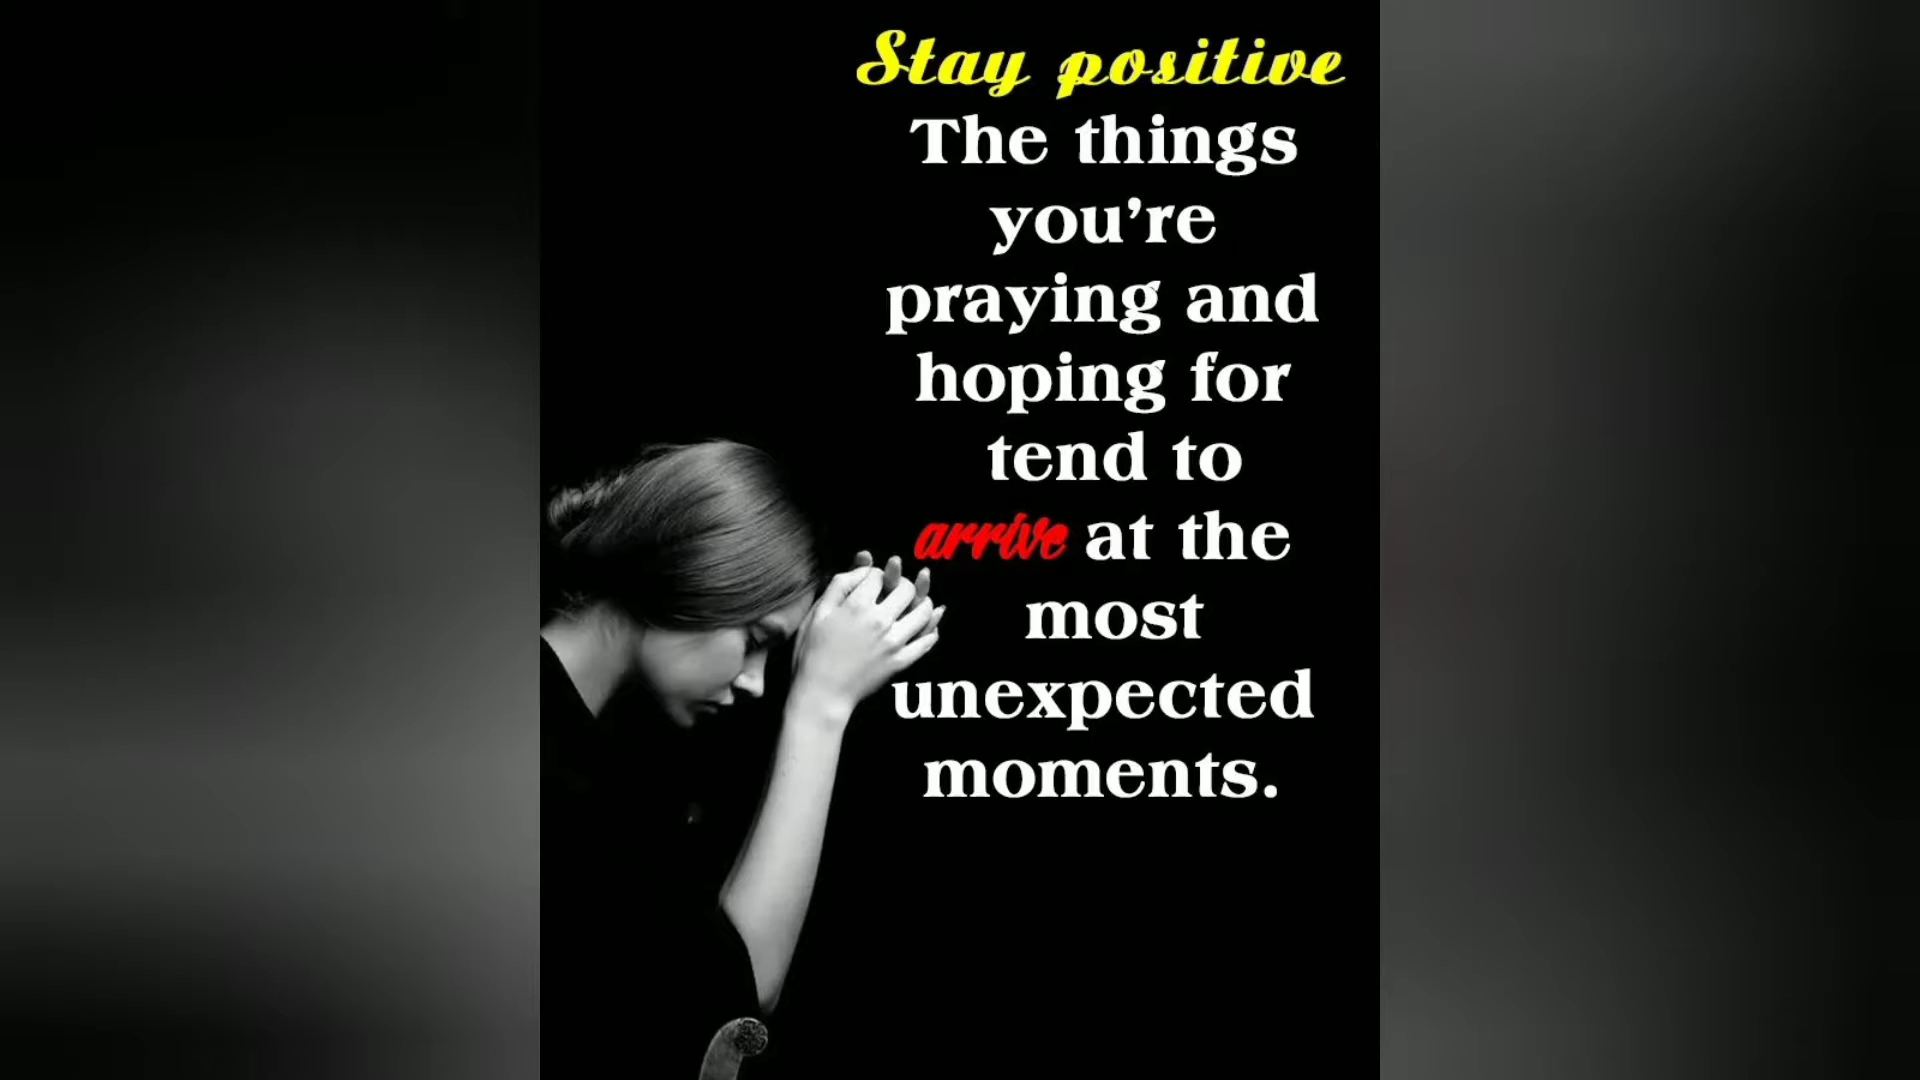 Stay positive
The things
you're
praying and
hoping for
tend to
arrive at the
most
unexpected
moments.